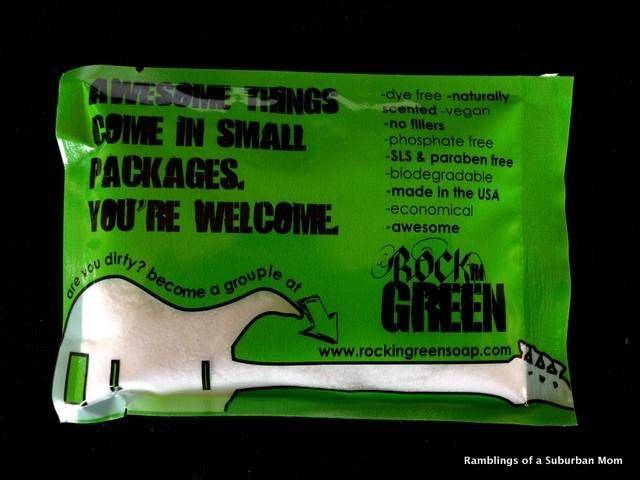 AWESOME THINGS
COME IN SMALL
PACKAGES.
YOU'RE WELCOME.
-dye free -naturally
scented -vegan
-no fillers
-phosphate free
-SLS & paraben free
-biodegradable
-made in the USA
-economical
-awesome
are you dirty? become a groupie at
ROCKIN
GREEN
www.rockingreensoap.com
Ramblings of a Suburban Mom